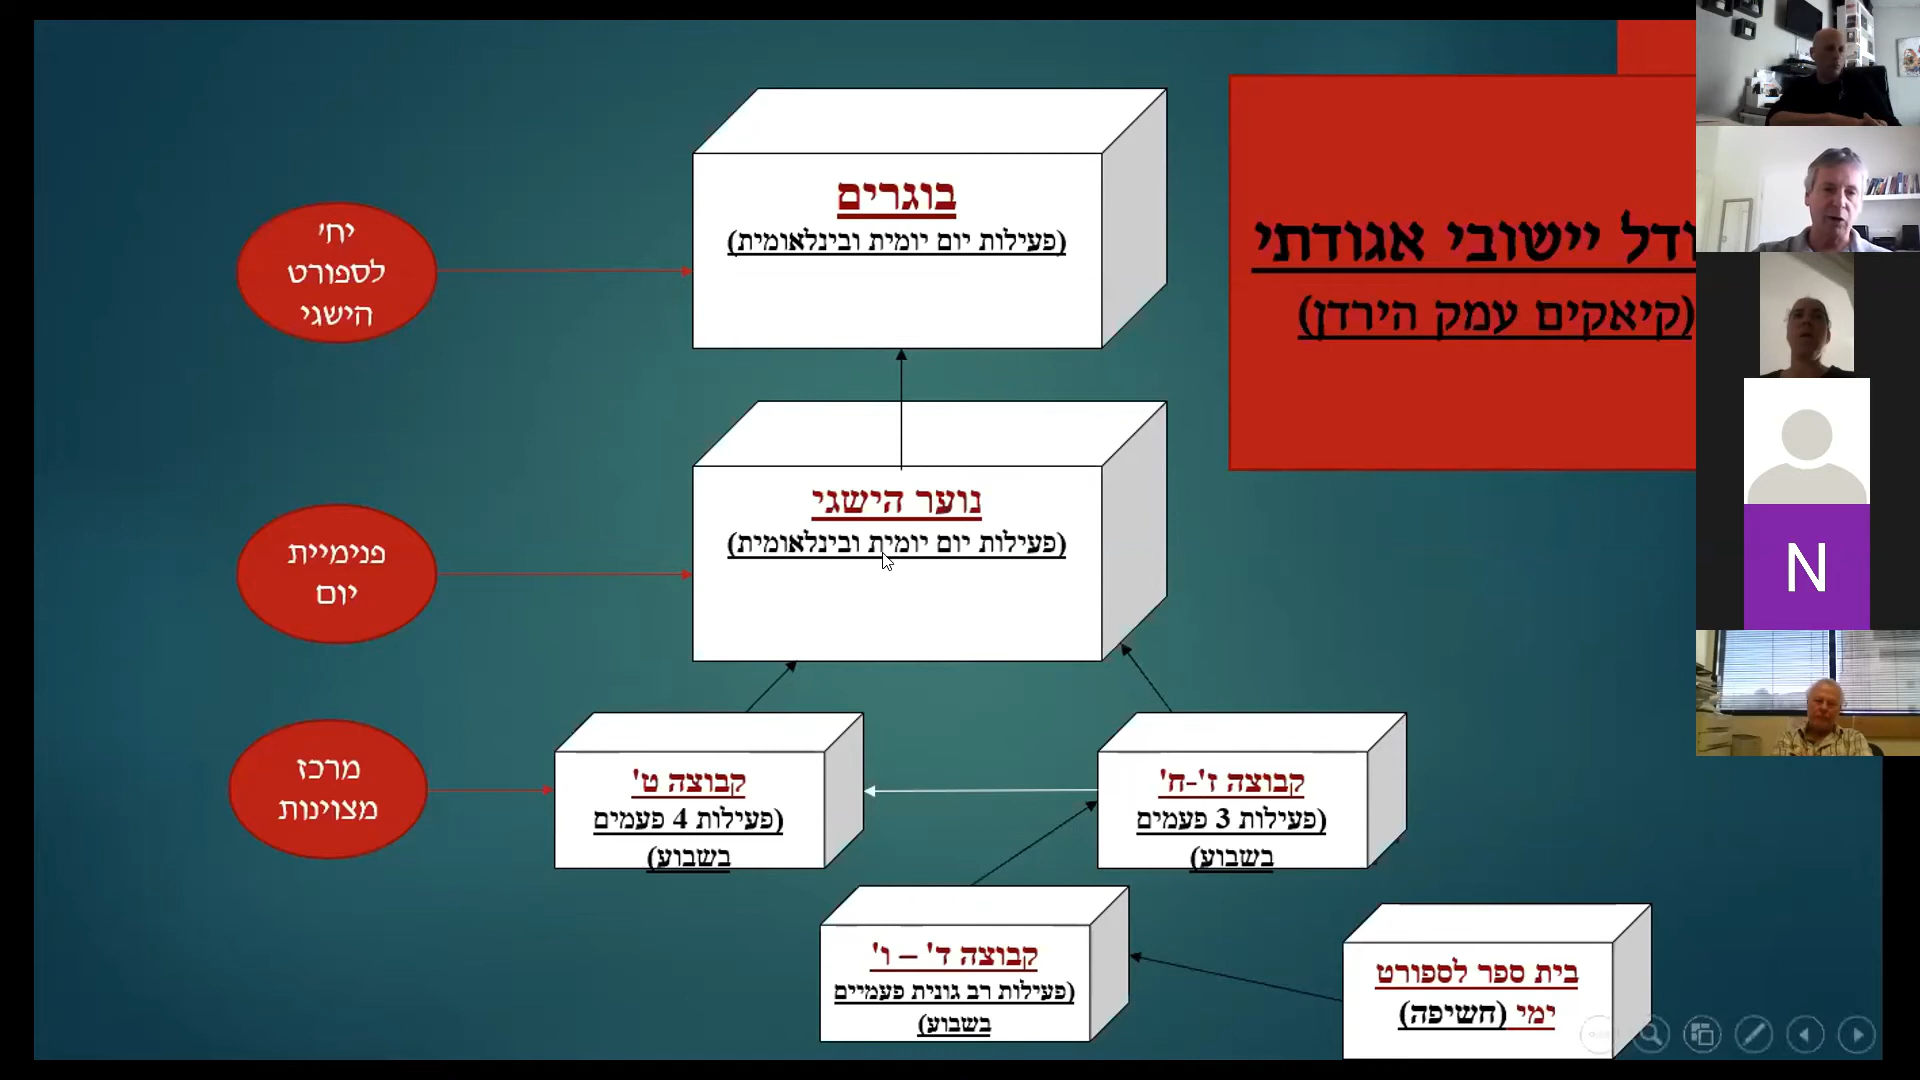 ודל יישובי אגודתי
(קיאקים עמק הירדן)
בוגרים
(פעילות יום יומית ובינלאומית)
יח'
לספורט
הישגי
נוער הישגי
(פעילות יום יומית ובינלאומית)
פנימיית
יום
קבוצה ז'-ח'
(פעילות 3 פעמים
בשבוע)
קבוצה ט'
(פעילות 4 פעמים
בשבוע)
מרכז
מצוינות
בית ספר לספורט
ימי (חשיפה)
קבוצה ד' – ו'
(פעילות רב גונית פעמיים
בשבוע)
N